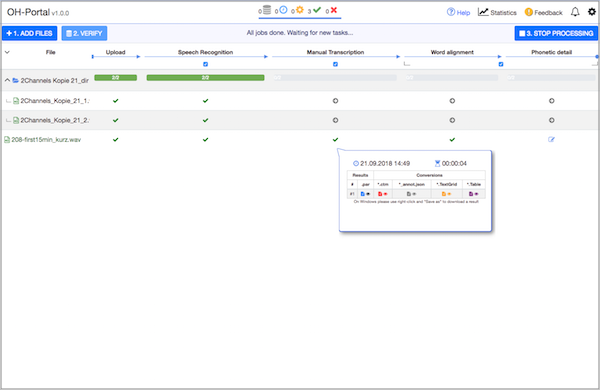 OH-Portal v1.0.0
0 0 0 3 0
Help Statistics Feedback
+ 1. ADD FILES 2. VERIFY All jobs done. Waiting for new tasks... 3. STOP PROCESSING
File Upload Speech Recognition Manual Transcription Word alignment Phonetic detail
2Channels Kopie 21_dir 2/2 2/2
2Channels_Kopie_21_1.
2Channels_Kopie_21_2.
208-first15min_kurz.wav
21.09.2018 14:49 00:00:04
Results Conversions
# .par *.ctm *_annot.json *.TextGrid *.Table
#1
On Windows please use right click and "Save as" to download a result